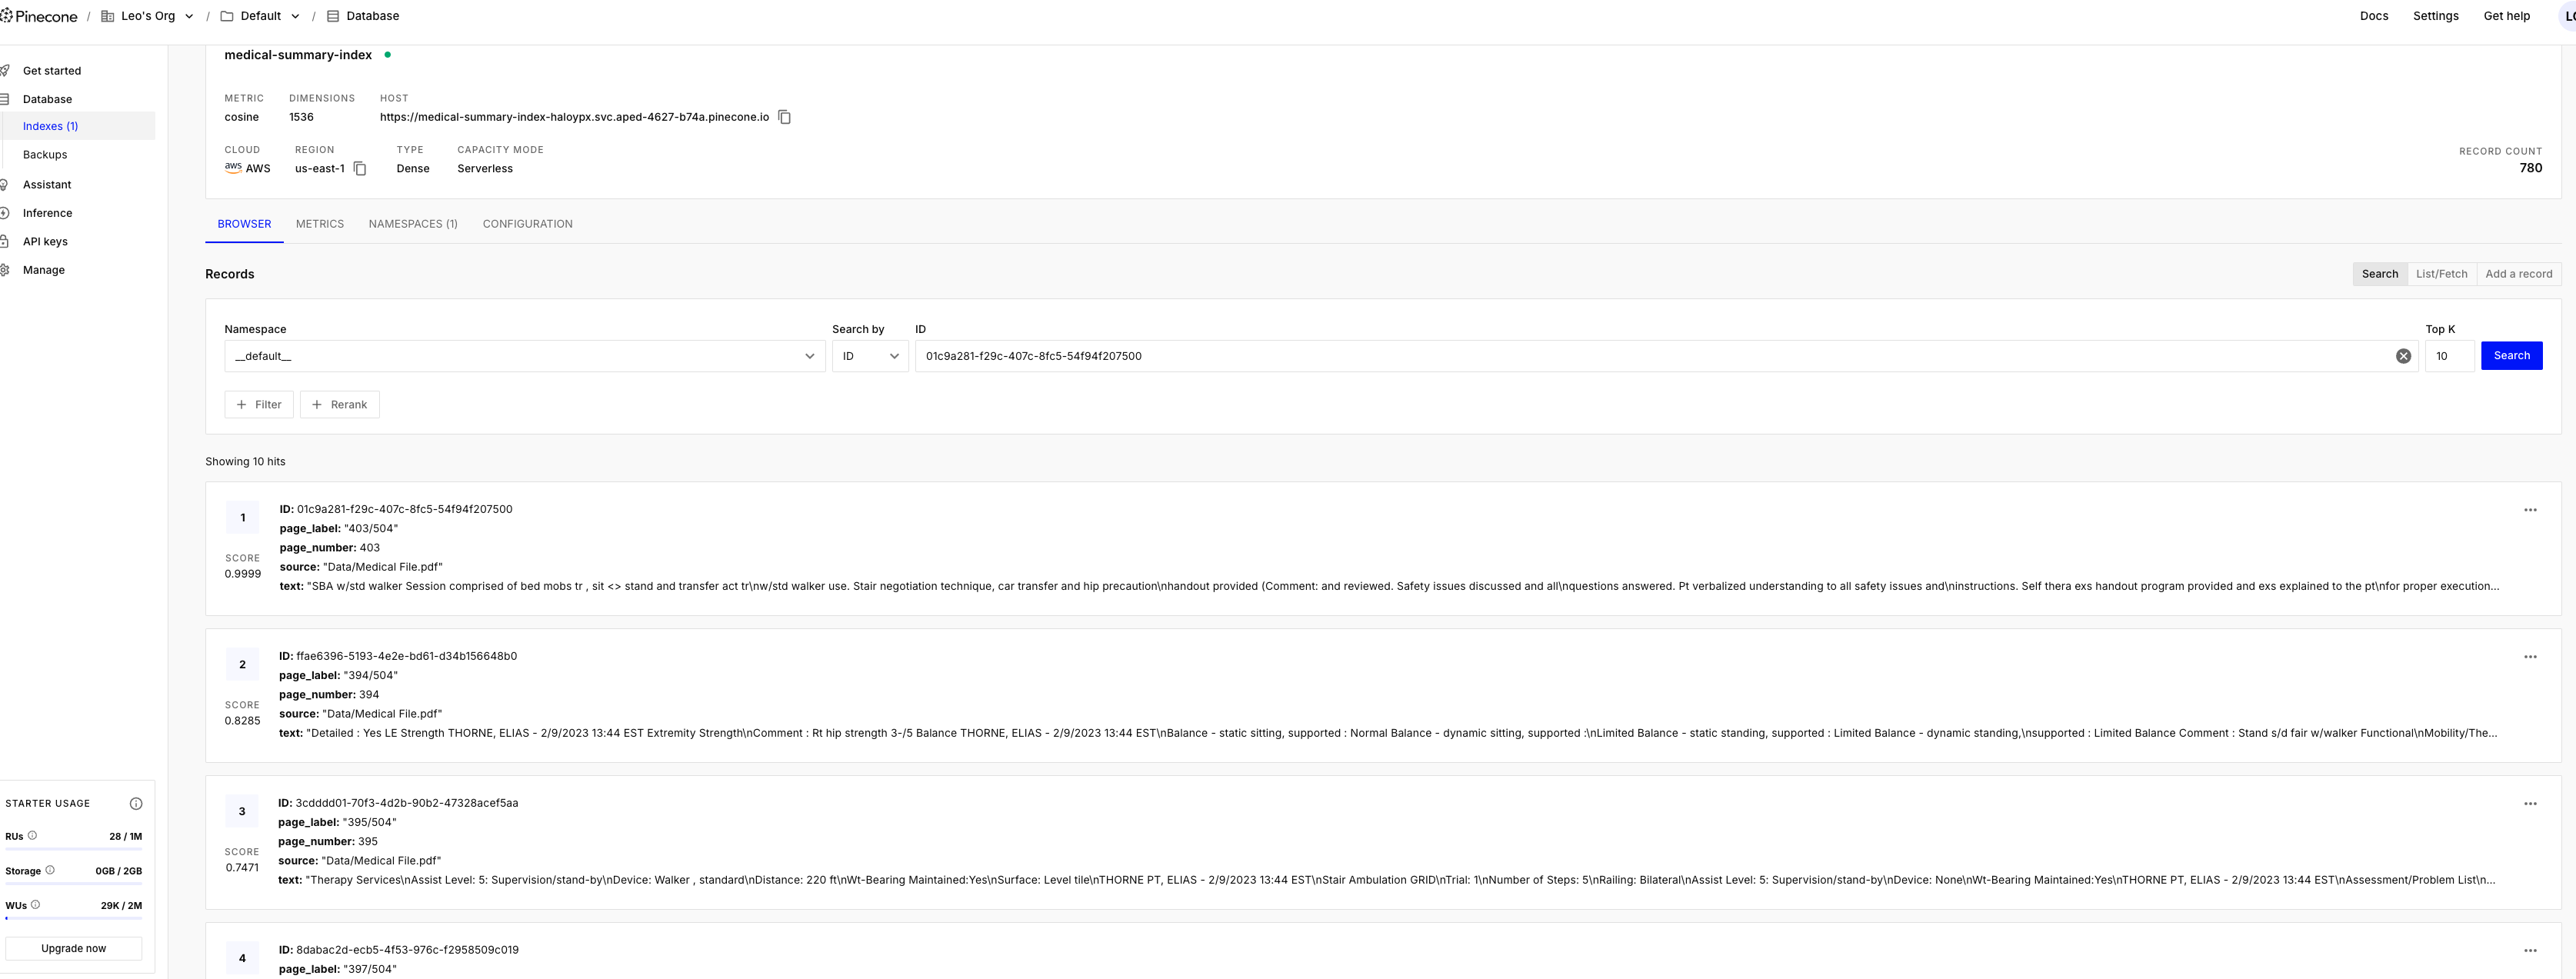 Pinecone / Leo's Org / Default / Database Docs Settings Get help
Get started
Database
Indexes (1)
Backups
Assistant
Inference
API keys
Manage
STARTER USAGE
RUs 28 / 1M
Storage 0GB / 2GB
WUs 29K / 2M
Upgrade now
medical-summary-index
METRIC DIMENSIONS HOST
cosine 1536 https://medical-summary-index-haloypx.svc.aped-4627-b74a.pinecone.io
CLOUD REGION TYPE CAPACITY MODE
aws AWS us-east-1 Dense Serverless
RECORD COUNT
780
BROWSER METRICS NAMESPACES (1) CONFIGURATION
Records Search List/Fetch Add a record
Namespace Search by ID Top K
__default__ ID 01c9a281-f29c-407c-8fc5-54f94f207500 10 Search
+ Filter + Rerank
Showing 10 hits
1
SCORE
0.9999
ID: 01c9a281-f29c-407c-8fc5-54f94f207500
page_label: "403/504"
page_number: 403
source: "Data/Medical File.pdf"
text: "SBA w/std walker Session comprised of bed mobs tr , sit <> stand and transfer act tr\nw/std walker use. Stair negotiation technique, car transfer and hip precaution\nhandout provided (Comment: and reviewed. Safety issues discussed and all\nquestions answered. Pt verbalized understanding to all safety issues and\ninstructions. Self thera exs handout program provided and exs explained to the pt\nfor proper execution...
2
SCORE
0.8285
ID: ffae6396-5193-4e2e-bd61-d34b156648b0
page_label: "394/504"
page_number: 394
source: "Data/Medical File.pdf"
text: "Detailed : Yes LE Strength THORNE, ELIAS - 2/9/2023 13:44 EST Extremity Strength\nComment : Rt hip strength 3-/5 Balance THORNE, ELIAS - 2/9/2023 13:44 EST\nBalance - static sitting, supported : Normal Balance - dynamic sitting, supported :\nLimited Balance - static standing, supported : Limited Balance - dynamic standing,\nsupported : Limited Balance Comment : Stand s/d fair w/walker Functional\nMobility/The...
3
SCORE
0.7471
ID: 3cdddd01-70f3-4d2b-90b2-47328acef5aa
page_label: "395/504"
page_number: 395
source: "Data/Medical File.pdf"
text: "Therapy Services\nAssist Level: 5: Supervision/stand-by\nDevice: Walker , standard\nDistance: 220 ft\nWt-Bearing Maintained:Yes\nSurface: Level tile\nTHORNE PT, ELIAS - 2/9/2023 13:44 EST\nStair Ambulation GRID\nTrial: 1\nNumber of Steps: 5\nRailing: Bilateral\nAssist Level: 5: Supervision/stand-by\nDevice: None\nWt-Bearing Maintained:Yes\nTHORNE PT, ELIAS - 2/9/2023 13:44 EST\nAssessment/Problem List\n...
4
ID: 8dabac2d-ecb5-4f53-976c-f2958509c019
page_label: "397/504"